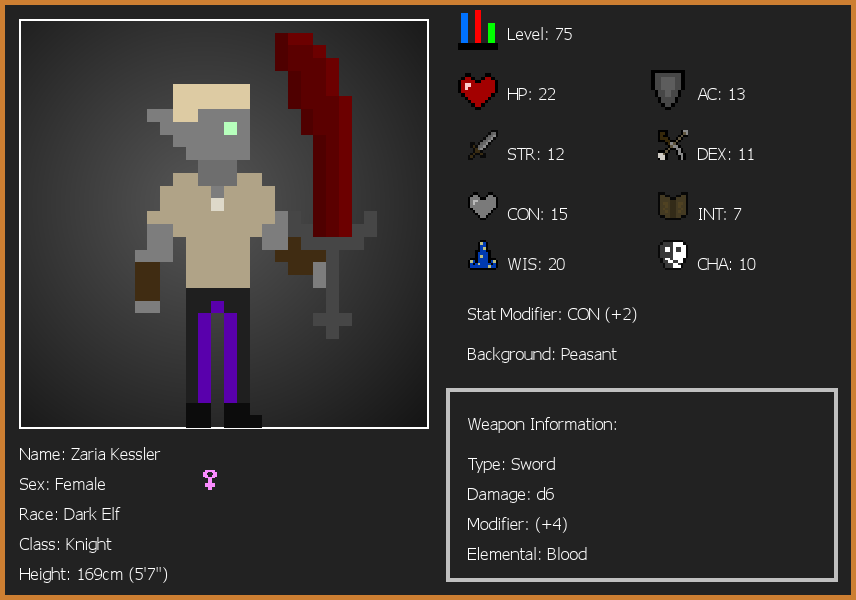 Level: 75
HP: 22
AC: 13
STR: 12
DEX: 11
CON: 15
INT: 7
WIS: 20
CHA: 10
Stat Modifier: CON (+2)
Background: Peasant
Weapon Information:
Type: Sword
Damage: d6
Modifier: (+4)
Elemental: Blood
Name: Zaria Kessler
Sex: Female
Race: Dark Elf
Class: Knight
Height: 169cm (5'7")